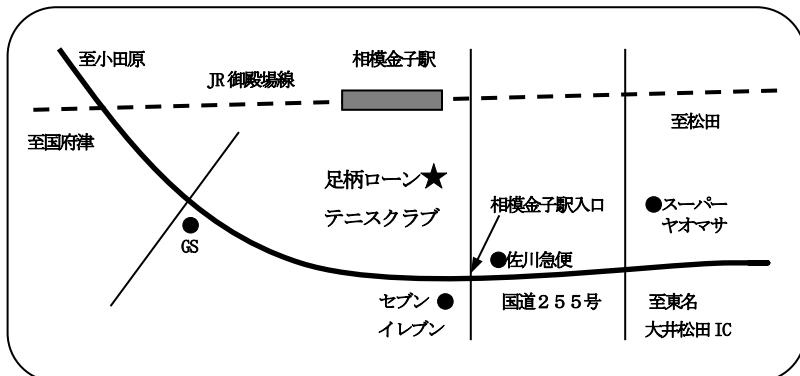 至小田原
相模金子駅
JR 御殿場線
至国府津
至松田
足柄ローン★
テニスクラブ
相模金子駅入口
●スーパー
ヤオマサ
●
GS
●佐川急便
セブン●
イレブン
国道２５５号
至東名
大井松田 IC